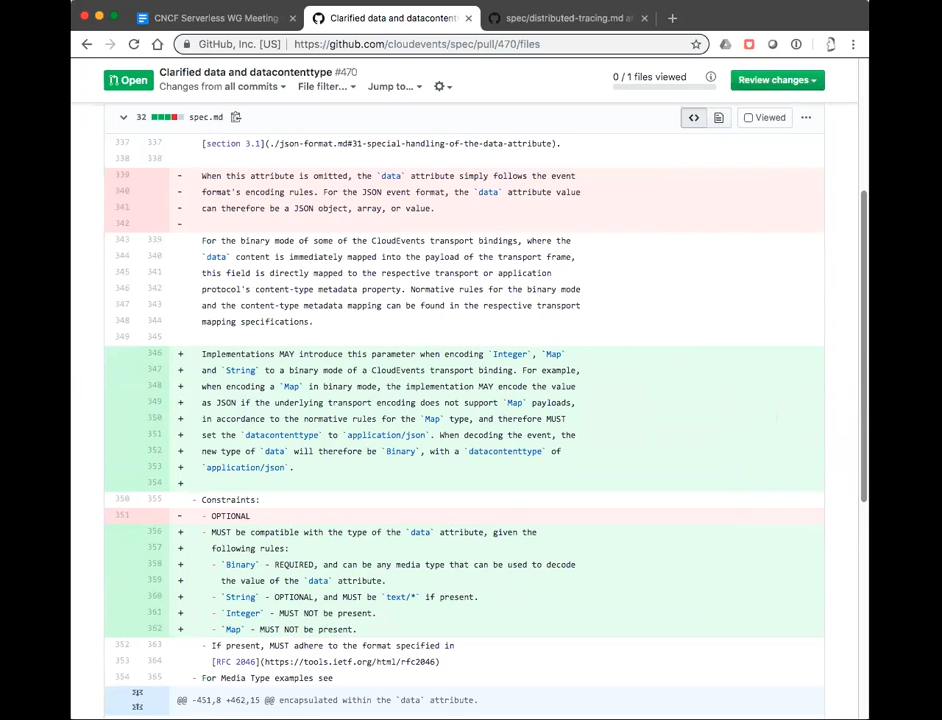 CNCF Serverless WG Meeting
Clarified data and datacontent
spec/distributed-tracing.md at
GitHub, Inc. [US] | https://github.com/cloudevents/spec/pull/470/files
Open
Clarified data and datacontenttype #470
Changes from all commits File filter... Jump to...
0 / 1 files viewed
Review changes
32 spec.md
Viewed
337 337 [section 3.1](./json-format.md#31-special-handling-of-the-data-attribute).
338 338
339 - When this attribute is omitted, the `data` attribute simply follows the event
340 - format's encoding rules. For the JSON event format, the `data` attribute value
341 - can therefore be a JSON object, array, or value.
342 -
343 339 For the binary mode of some of the CloudEvents transport bindings, where the
344 340 `data` content is immediately mapped into the payload of the transport frame,
345 341 this field is directly mapped to the respective transport or application
346 342 protocol's content-type metadata property. Normative rules for the binary mode
347 343 and the content-type metadata mapping can be found in the respective transport
348 344 mapping specifications.
349 345
346 + Implementations MAY introduce this parameter when encoding `Integer`, `Map`
347 + and `String` to a binary mode of a CloudEvents transport binding. For example,
348 + when encoding a `Map` in binary mode, the implementation MAY encode the value
349 + as JSON if the underlying transport encoding does not support `Map` payloads,
350 + in accordance to the normative rules for the `Map` type, and therefore MUST
351 + set the `datacontenttype` to `application/json`. When decoding the event, the
352 + new type of `data` will therefore be `Binary`, with a `datacontenttype` of
353 + `application/json`.
354 +
350 355 - Constraints:
351 - - OPTIONAL
356 + - MUST be compatible with the type of the `data` attribute, given the
357 + following rules:
358 + - `Binary` - REQUIRED, and can be any media type that can be used to decode
359 + the value of the `data` attribute.
360 + - `String` - OPTIONAL, and MUST be `text/*` if present.
361 + - `Integer` - MUST NOT be present.
362 + - `Map` - MUST NOT be present.
352 363 - If present, MUST adhere to the format specified in
353 364 [RFC 2046](https://tools.ietf.org/html/rfc2046)
354 365 - For Media Type examples see
@@ -451,8 +462,15 @@ encapsulated within the `data` attribute.